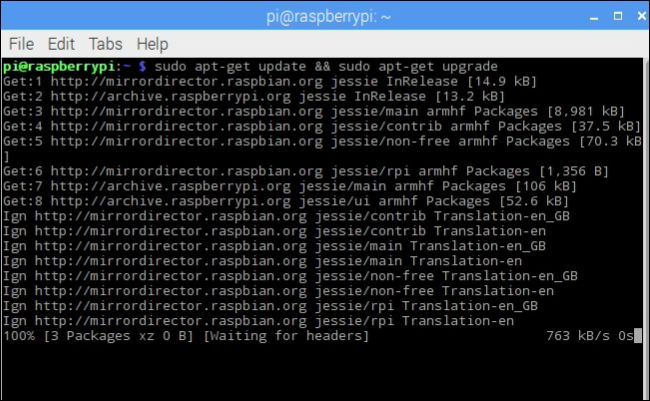 pi@raspberrypi: ~
File Edit Tabs Help
pi@raspberrypi:~ $ sudo apt-get update && sudo apt-get upgrade
Get:1 http://mirrordirector.raspbian.org jessie InRelease [14.9 kB]
Get:2 http://archive.raspberrypi.org jessie InRelease [13.2 kB]
Get:3 http://mirrordirector.raspbian.org jessie/main armhf Packages [8,981 kB]
Get:4 http://mirrordirector.raspbian.org jessie/contrib armhf Packages [37.5 kB]
Get:5 http://mirrordirector.raspbian.org jessie/non-free armhf Packages [70.3 kB
]
Get:6 http://mirrordirector.raspbian.org jessie/rpi armhf Packages [1,356 B]
Get:7 http://archive.raspberrypi.org jessie/main armhf Packages [106 kB]
Get:8 http://archive.raspberrypi.org jessie/ui armhf Packages [52.6 kB]
Ign http://mirrordirector.raspbian.org jessie/contrib Translation-en_GB
Ign http://mirrordirector.raspbian.org jessie/contrib Translation-en
Ign http://mirrordirector.raspbian.org jessie/main Translation-en_GB
Ign http://mirrordirector.raspbian.org jessie/main Translation-en
Ign http://mirrordirector.raspbian.org jessie/non-free Translation-en_GB
Ign http://mirrordirector.raspbian.org jessie/non-free Translation-en
Ign http://mirrordirector.raspbian.org jessie/rpi Translation-en_GB
Ign http://mirrordirector.raspbian.org jessie/rpi Translation-en
100% [3 Packages xz 0 B] [Waiting for headers] 763 kB/s 0s